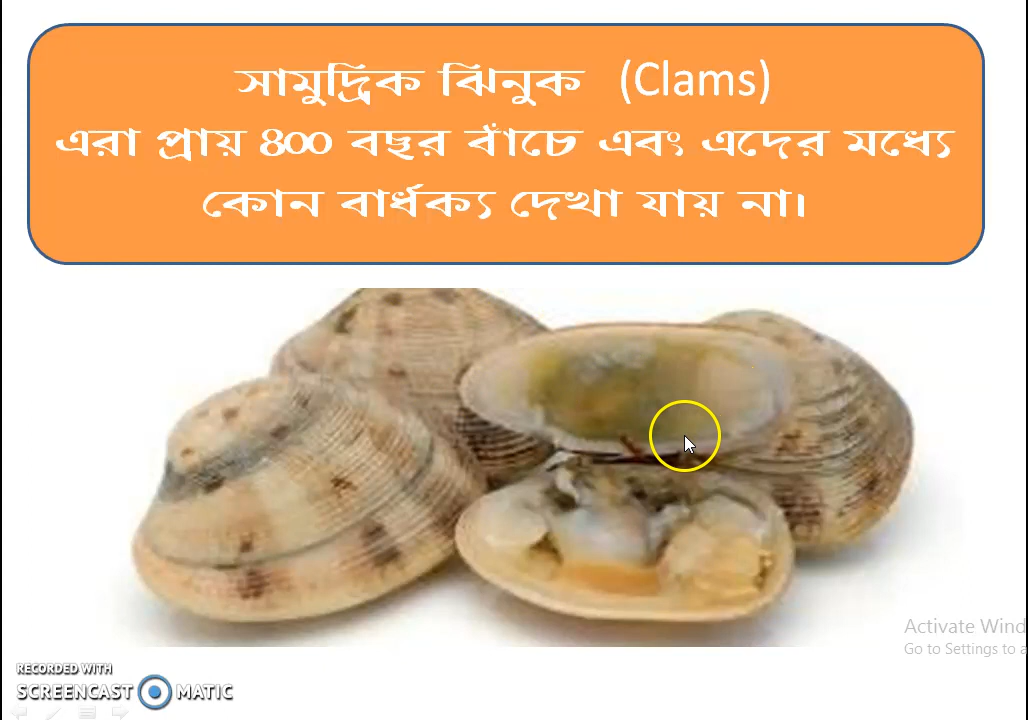 সামুদ্রিক ঝিনুক (Clams)
এরা প্রায় ৪০০ বছর বাঁচে এবং এদের মধ্যে
কোন বার্ধক্য দেখা যায় না।
Activate Wind
Go to Settings to a
RECORDED WITH
SCREENCAST MATIC